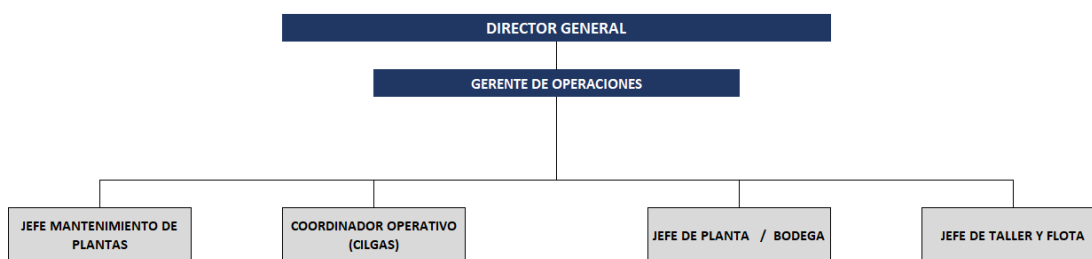 DIRECTOR GENERAL
GERENTE DE OPERACIONES
JEFE MANTENIMIENTO DE
PLANTAS
COORDINADOR OPERATIVO
(CILGAS)
JEFE DE PLANTA / BODEGA
JEFE DE TALLER Y FLOTA